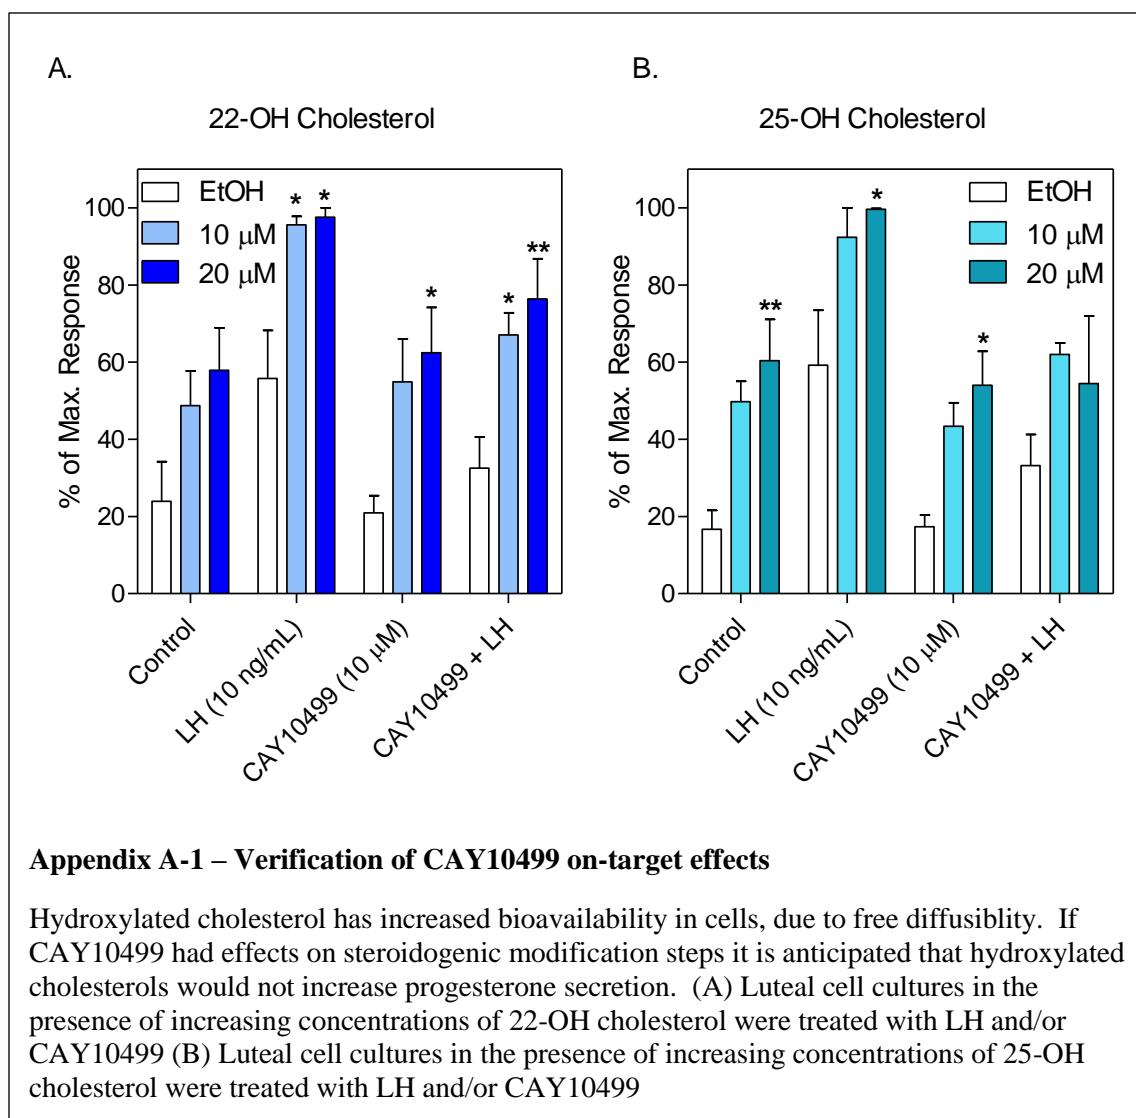 A.
22-OH Cholesterol
% of Max. Response
100
80
60
40
20
0
EtOH
10 μM
20 μM
* *
*
*
**
Control
LH (10 ng/mL)
CAY10499 (10 μM)
CAY10499 + LH
B.
25-OH Cholesterol
% of Max. Response
100
80
60
40
20
0
EtOH
10 μM
20 μM
**
*
*
Control
LH (10 ng/mL)
CAY10499 (10 μM)
CAY10499 + LH
Appendix A-1 – Verification of CAY10499 on-target effects
Hydroxylated cholesterol has increased bioavailability in cells, due to free diffusiblity. If
CAY10499 had effects on steroidogenic modification steps it is anticipated that hydroxylated
cholesterols would not increase progesterone secretion. (A) Luteal cell cultures in the
presence of increasing concentrations of 22-OH cholesterol were treated with LH and/or
CAY10499 (B) Luteal cell cultures in the presence of increasing concentrations of 25-OH
cholesterol were treated with LH and/or CAY10499